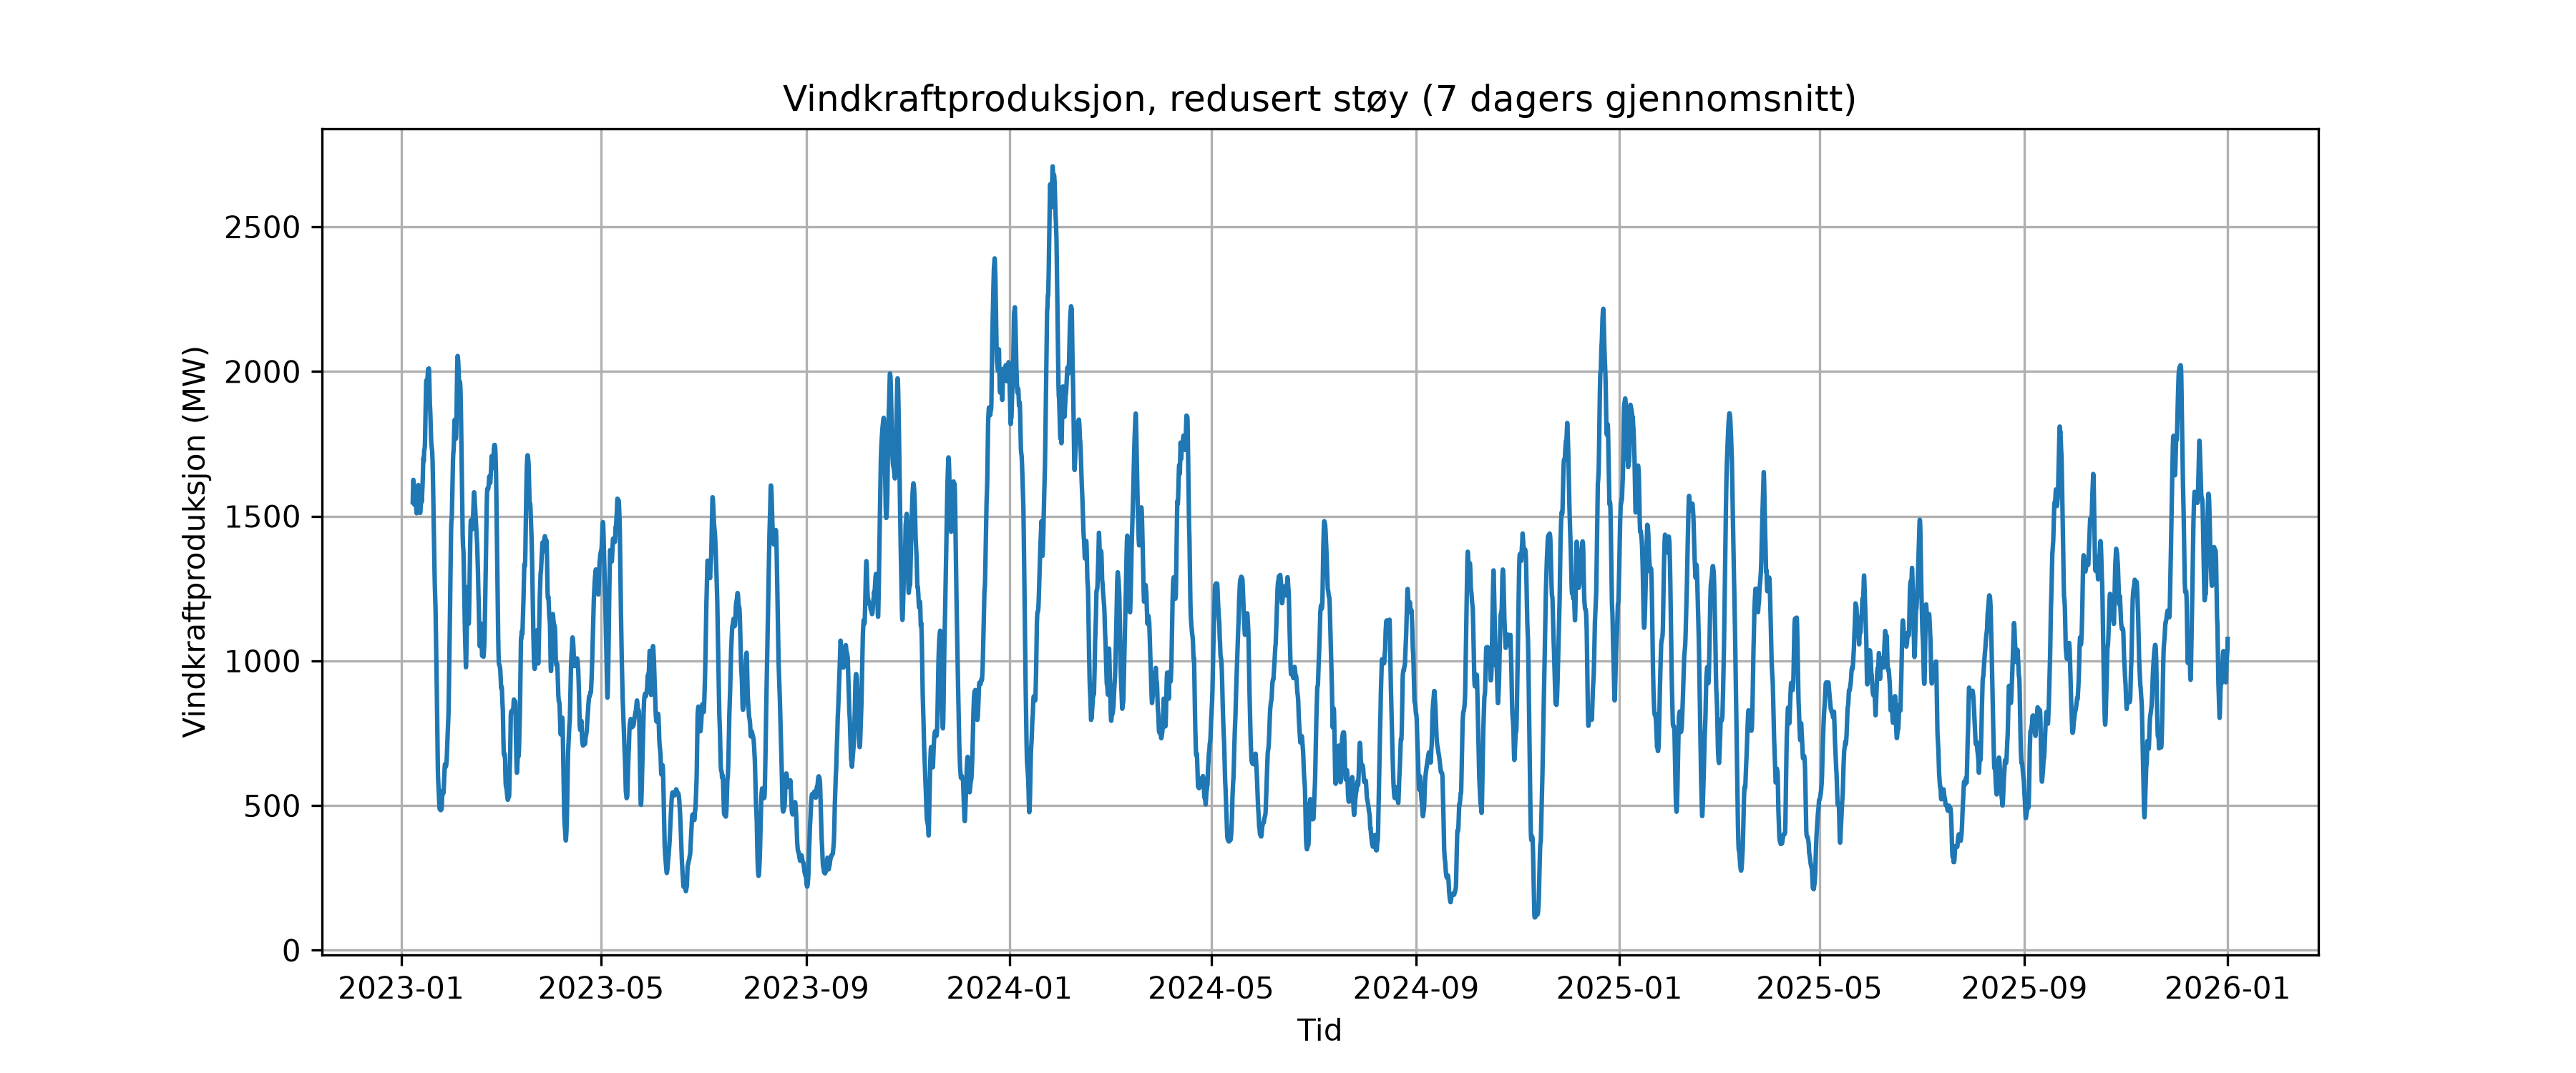 Vindkraftproduksjon, redusert støy (7 dagers gjennomsnitt)
Vindkraftproduksjon (MW)
2500
2000
1500
1000
500
0
2023-01 2023-05 2023-09 2024-01 2024-05 2024-09 2025-01 2025-05 2025-09 2026-01
Tid